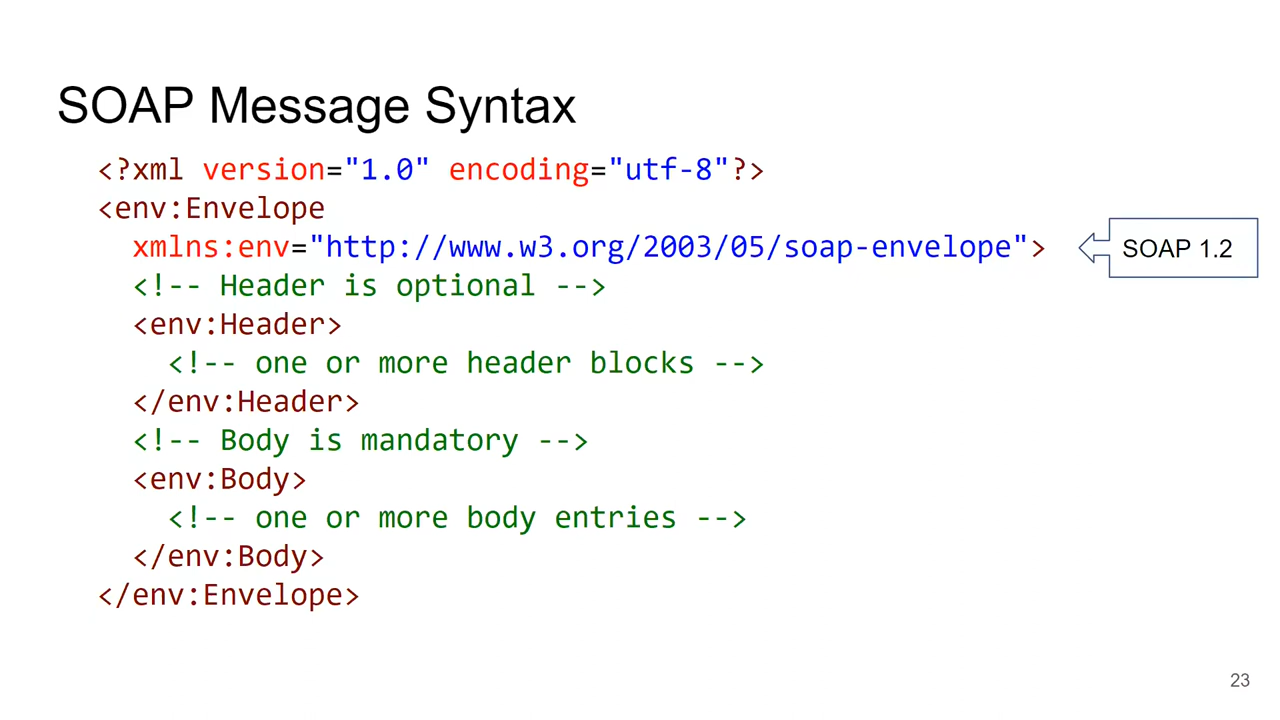 SOAP Message Syntax
<?xml version="1.0" encoding="utf-8"?>
<env:Envelope
xmlns:env="http://www.w3.org/2003/05/soap-envelope">
SOAP 1.2
<!-- Header is optional -->
<env:Header>
<!-- one or more header blocks -->
</env:Header>
<!-- Body is mandatory -->
<env:Body>
<!-- one or more body entries -->
</env:Body>
</env:Envelope>
23